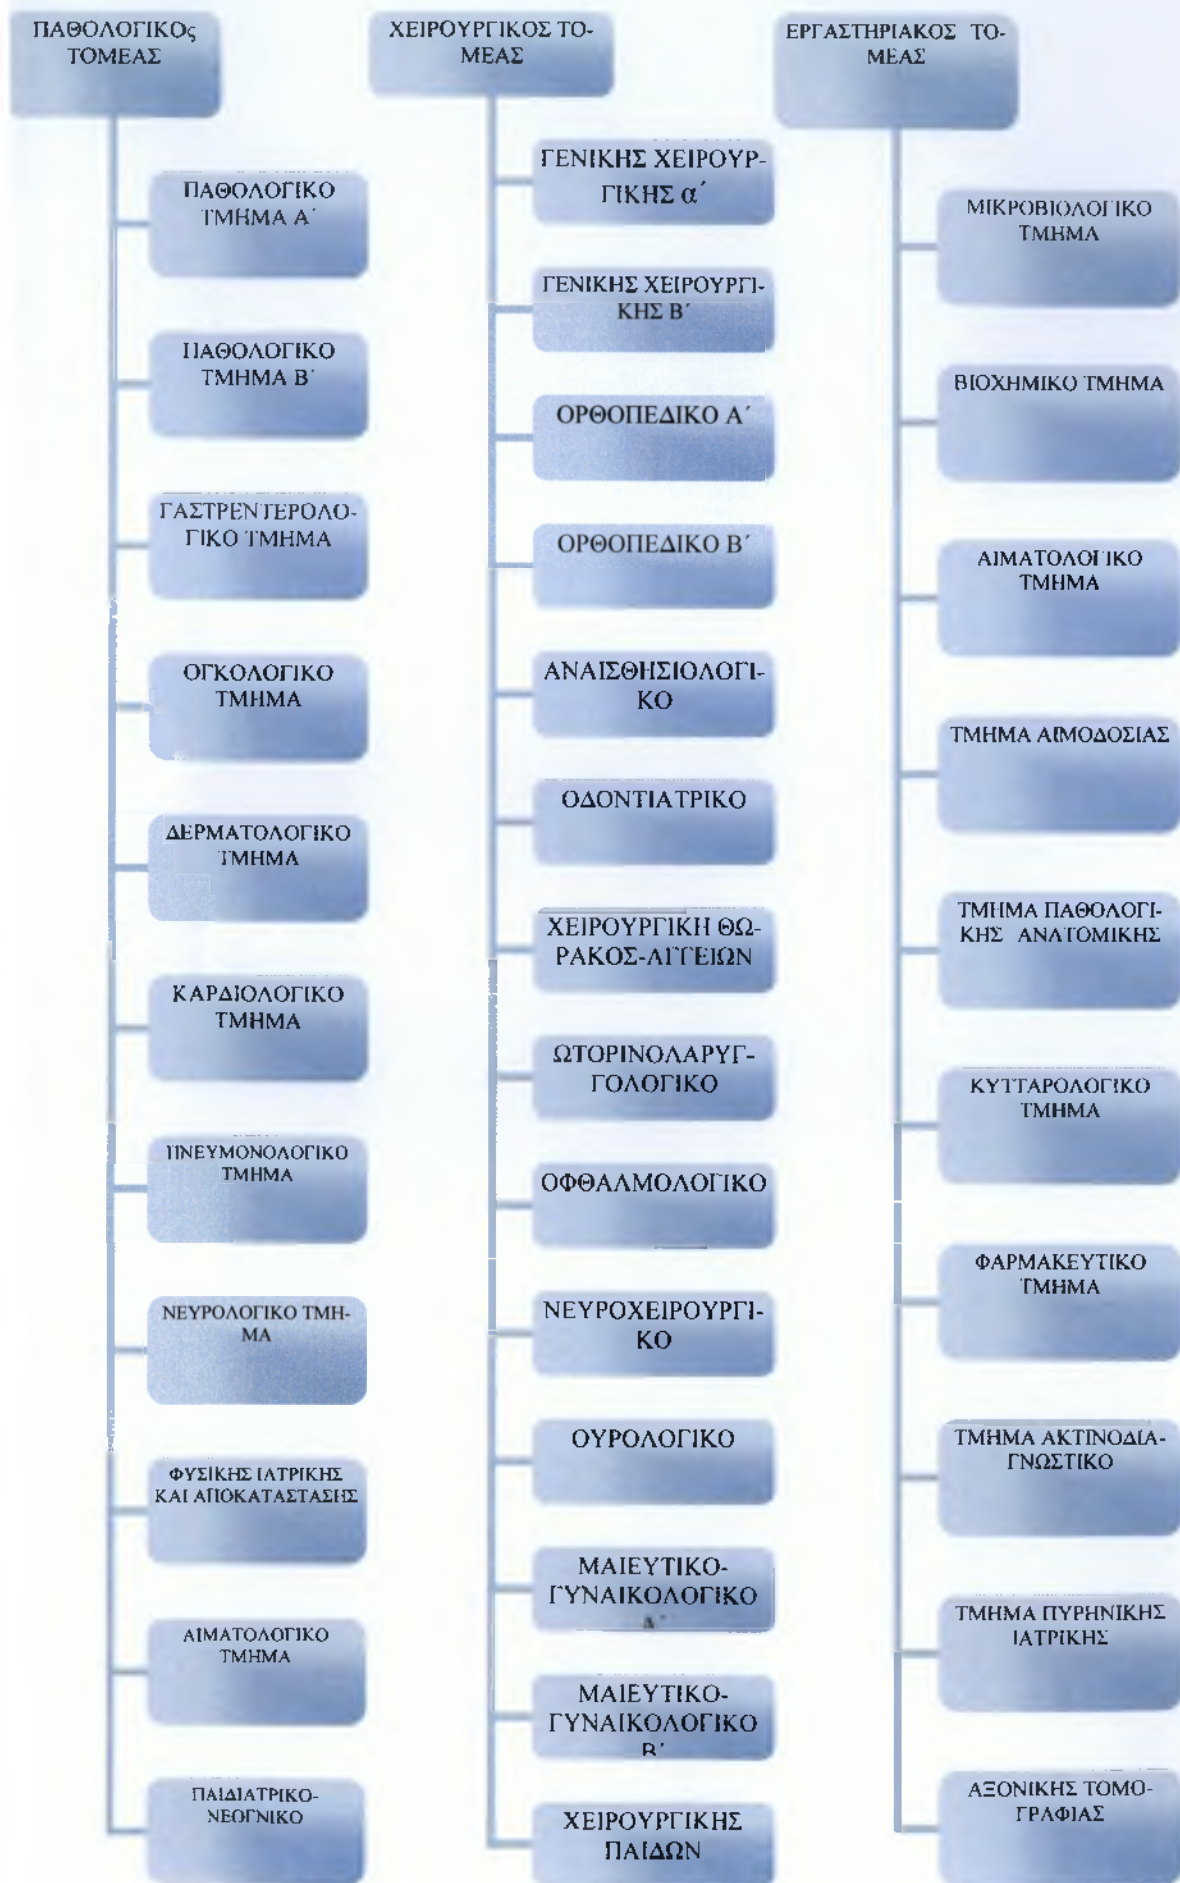 ΠΑΘΟΛΟΓΙΚΟς
ΤΟΜΕΑΣ
ΠΑΘΟΛΟΓΙΚΟ
ΤΜΗΜΑ Α΄
ΠΑΘΟΛΟΓΙΚΟ
ΤΜΗΜΑ Β΄
ΓΑΣΤΡΕΝΤΕΡΟΛΟ-
ΓΙΚΟ ΤΜΗΜΑ
ΟΓΚΟΛΟΓΙΚΟ
ΤΜΗΜΑ
ΔΕΡΜΑΤΟΛΟΓΙΚΟ
ΤΜΗΜΑ
ΚΑΡΔΙΟΛΟΓΙΚΟ
ΤΜΗΜΑ
ΠΝΕΥΜΟΝΟΛΟΓΙΚΟ
ΤΜΗΜΑ
ΝΕΥΡΟΛΟΓΙΚΟ ΤΜΗ-
ΜΑ
ΦΥΣΙΚΗΣ ΙΑΤΡΙΚΗΣ
ΚΑΙ ΑΠΟΚΑΤΑΣΤΑΣΗΣ
ΑΙΜΑΤΟΛΟΓΙΚΟ
ΤΜΗΜΑ
ΠΑΙΔΙΑΤΡΙΚΟ-
ΝΕΟΓΝΙΚΟ
ΧΕΙΡΟΥΡΓΙΚΟΣ ΤΟ-
ΜΕΑΣ
ΓΕΝΙΚΗΣ ΧΕΙΡΟΥΡ-
ΓΙΚΗΣ α΄
ΓΕΝΙΚΗΣ ΧΕΙΡΟΥΡΓΙ-
ΚΗΣ Β΄
ΟΡΘΟΠΕΔΙΚΟ Α΄
ΟΡΘΟΠΕΔΙΚΟ Β΄
ΑΝΑΙΣΘΗΣΙΟΛΟΓΙ-
ΚΟ
ΟΔΟΝΤΙΑΤΡΙΚΟ
ΧΕΙΡΟΥΡΓΙΚΗ ΘΩ-
ΡΑΚΟΣ-ΑΓΓΕΙΩΝ
ΩΤΟΡΙΝΟΛΑΡΥΓ-
ΓΟΛΟΓΙΚΟ
ΟΦΘΑΛΜΟΛΟΓΙΚΟ
ΝΕΥΡΟΧΕΙΡΟΥΡΓΙ-
ΚΟ
ΟΥΡΟΛΟΓΙΚΟ
ΜΑΙΕΥΤΙΚΟ-
ΓΥΝΑΙΚΟΛΟΓΙΚΟ
Α΄
ΜΑΙΕΥΤΙΚΟ-
ΓΥΝΑΙΚΟΛΟΓΙΚΟ
Β΄
ΧΕΙΡΟΥΡΓΙΚΗΣ
ΠΑΙΔΩΝ
ΕΡΓΑΣΤΗΡΙΑΚΟΣ ΤΟ-
ΜΕΑΣ
ΜΙΚΡΟΒΙΟΛΟΓΙΚΟ
ΤΜΗΜΑ
ΒΙΟΧΗΜΙΚΟ ΤΜΗΜΑ
ΑΙΜΑΤΟΛΟΓΙΚΟ
ΤΜΗΜΑ
ΤΜΗΜΑ ΑΙΜΟΔΟΣΙΑΣ
ΤΜΗΜΑ ΠΑΘΟΛΟΓΙ-
ΚΗΣ ΑΝΑΤΟΜΙΚΗΣ
ΚΥΤΤΑΡΟΛΟΓΙΚΟ
ΤΜΗΜΑ
ΦΑΡΜΑΚΕΥΤΙΚΟ
ΤΜΗΜΑ
ΤΜΗΜΑ ΑΚΤΙΝΟΔΙΑ-
ΓΝΩΣΤΙΚΟ
ΤΜΗΜΑ ΠΥΡΗΝΙΚΗΣ
ΙΑΤΡΙΚΗΣ
ΑΞΟΝΙΚΗΣ ΤΟΜΟ-
ΓΡΑΦΙΑΣ